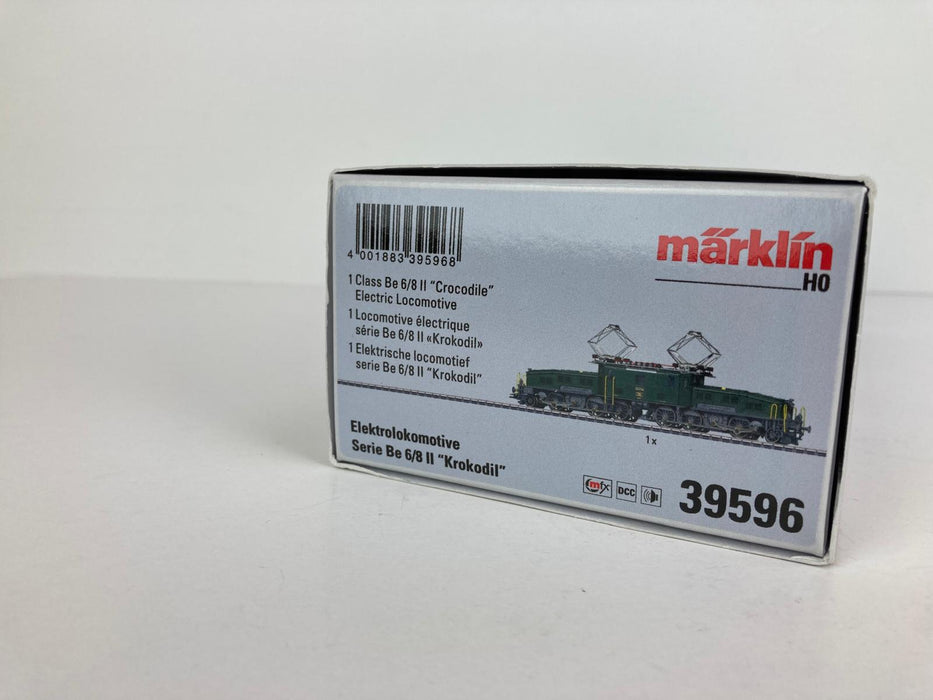 4 001883 395968
märklin
H0
1 Class Be 6/8 II "Crocodile"
Electric Locomotive
1 Locomotive électrique
série Be 6/8 II «Krokodil»
1 Elektrische locomotief
serie Be 6/8 II "Krokodil"
1 x
Elektrolokomotive
Serie Be 6/8 II "Krokodil"
mfx
DCC
39596